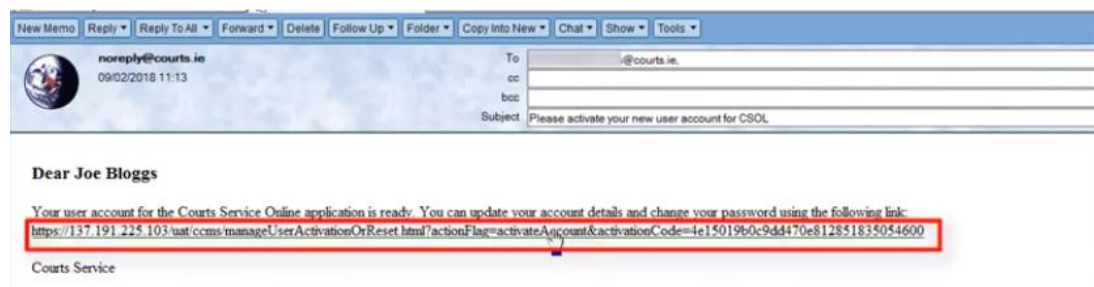 New Memo Reply Reply To All Forward Delete Follow Up Folder Copy Into New Chat Show Tools
noreply@courts.ie To @courts.ie,
09/02/2018 11:13 cc
bcc
Subject Please activate your new user account for CSOL
Dear Joe Bloggs
Your user account for the Courts Service Online application is ready. You can update your account details and change your password using the following link:
https://137.191.225.103/uat/ccms/manageUserActivationOrReset.html?actionFlag=activateAccount&activationCode=4e15019b0c9dd470e812851835054600
Courts Service